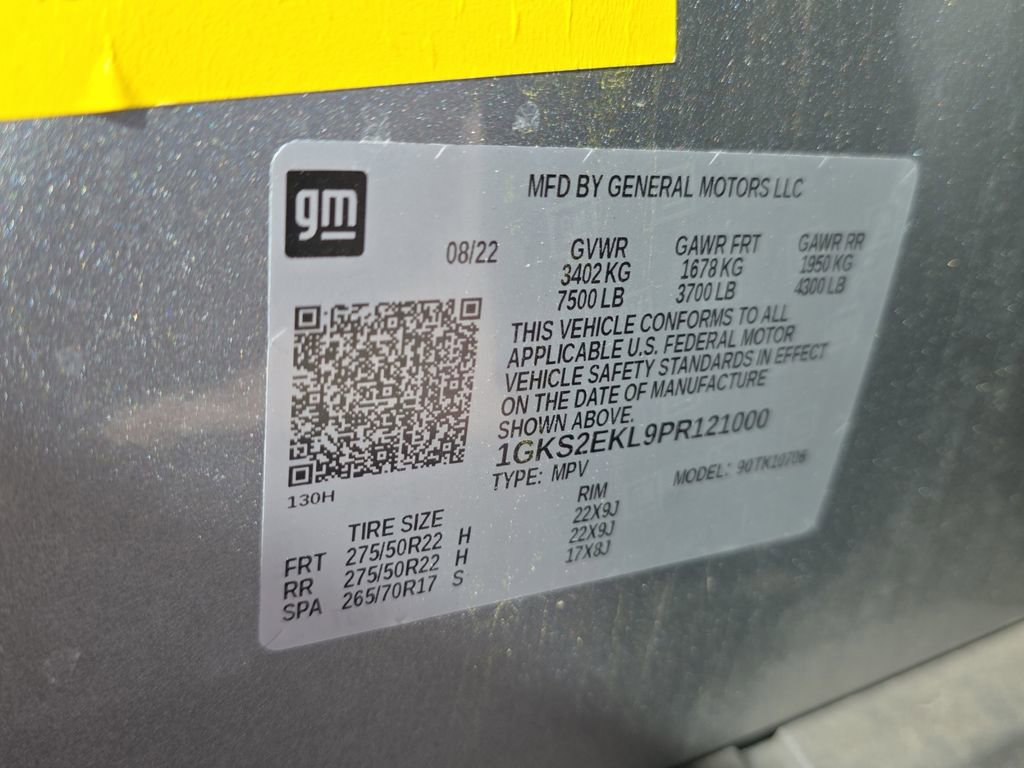 gm
MFD BY GENERAL MOTORS LLC
08/22 GVWR GAWR FRT GAWR RR
3402 KG 1678 KG 1950 KG
7500 LB 3700 LB 4300 LB
THIS VEHICLE CONFORMS TO ALL
APPLICABLE U.S. FEDERAL MOTOR
VEHICLE SAFETY STANDARDS IN EFFECT
ON THE DATE OF MANUFACTURE
SHOWN ABOVE.
1GKS2EKL9PR121000
TYPE: MPV MODEL: 90TK10706
130H
TIRE SIZE RIM
FRT 275/50R22 H 22X9J
RR 275/50R22 H 22X9J
SPA 265/70R17 S 17X8J